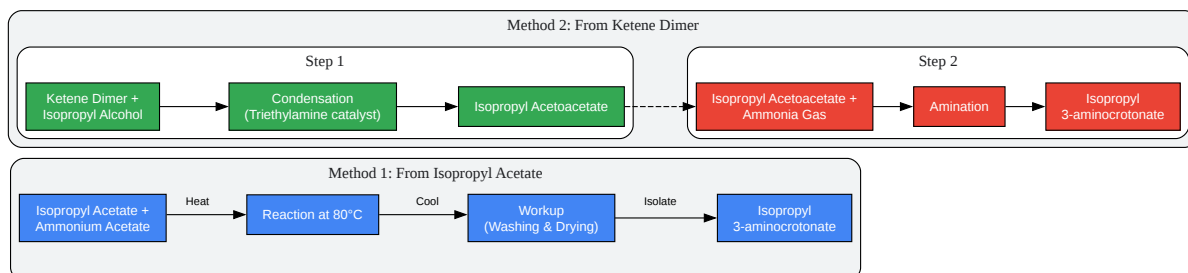 Method 2: From Ketene Dimer
Step 1
Ketene Dimer +
Isopropyl Alcohol
Condensation
(Triethylamine catalyst)
Isopropyl Acetoacetate
Step 2
Isopropyl Acetoacetate +
Ammonia Gas
Amination
Isopropyl
3-aminocrotonate
Method 1: From Isopropyl Acetate
Isopropyl Acetate +
Ammonium Acetate
Heat
Reaction at 80°C
Cool
Workup
(Washing & Drying)
Isolate
Isopropyl
3-aminocrotonate